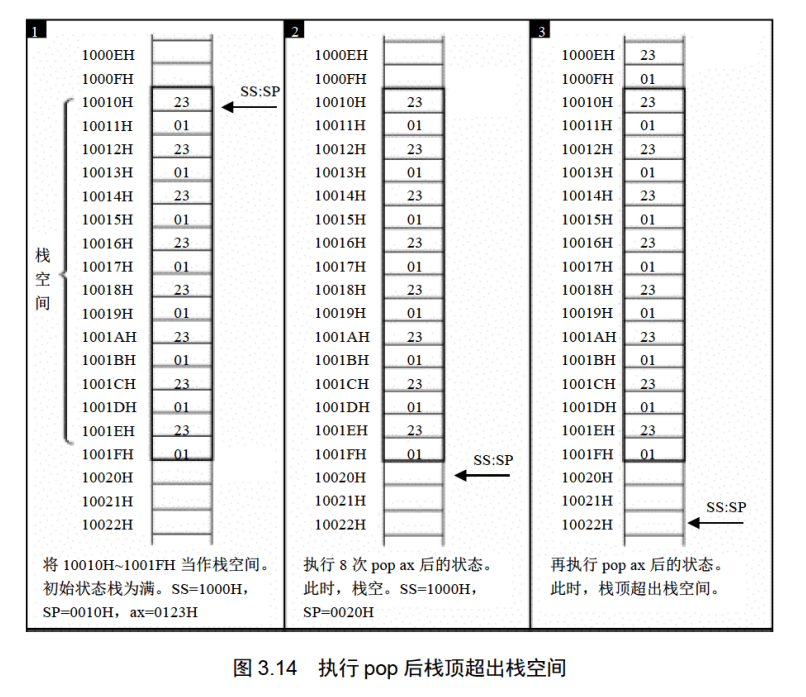 1
1000EH
1000FH
10010H 23
SS:SP
10011H 01
10012H 23
10013H 01
10014H 23
10015H 01
10016H 23
10017H 01
10018H 23
10019H 01
1001AH 23
1001BH 01
1001CH 23
1001DH 01
1001EH 23
1001FH 01
10020H
10021H
10022H
栈
空
间
将 10010H~1001FH 当作栈空间。
初始状态栈为满。SS=1000H，
SP=0010H，ax=0123H
2
1000EH
1000FH
10010H 23
10011H 01
10012H 23
10013H 01
10014H 23
10015H 01
10016H 23
10017H 01
10018H 23
10019H 01
1001AH 23
1001BH 01
1001CH 23
1001DH 01
1001EH 23
1001FH 01
SS:SP
10020H
10021H
10022H
执行 8 次 pop ax 后的状态。
此时，栈空。SS=1000H，
SP=0020H
3
1000EH 23
1000FH 01
10010H 23
10011H 01
10012H 23
10013H 01
10014H 23
10015H 01
10016H 23
10017H 01
10018H 23
10019H 01
1001AH 23
1001BH 01
1001CH 23
1001DH 01
1001EH 23
1001FH 01
10020H
10021H
SS:SP
10022H
再执行 pop ax 后的状态。
此时，栈顶超出栈空间。
图 3.14 执行 pop 后栈顶超出栈空间